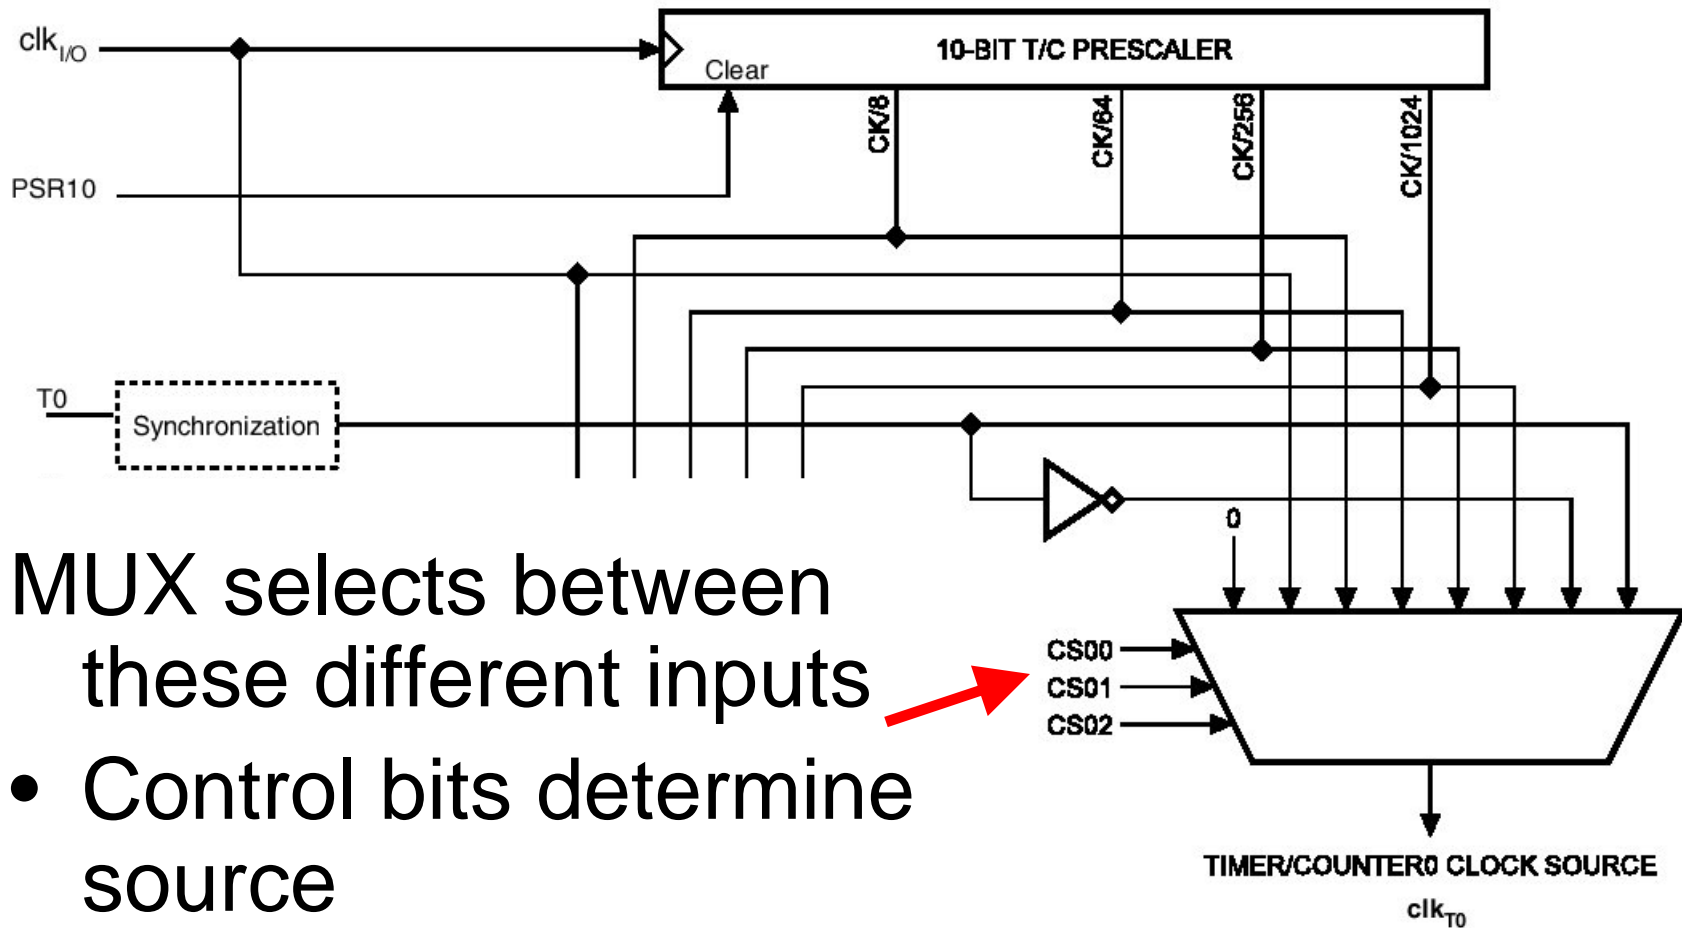 clkI/O
10-BIT T/C PRESCALER
Clear
CK/8
CK/64
CK/256
CK/1024
PSR10
T0
Synchronization
0
MUX selects between
these different inputs
CS00
CS01
CS02
• Control bits determine
source
TIMER/COUNTER0 CLOCK SOURCE
clkT0